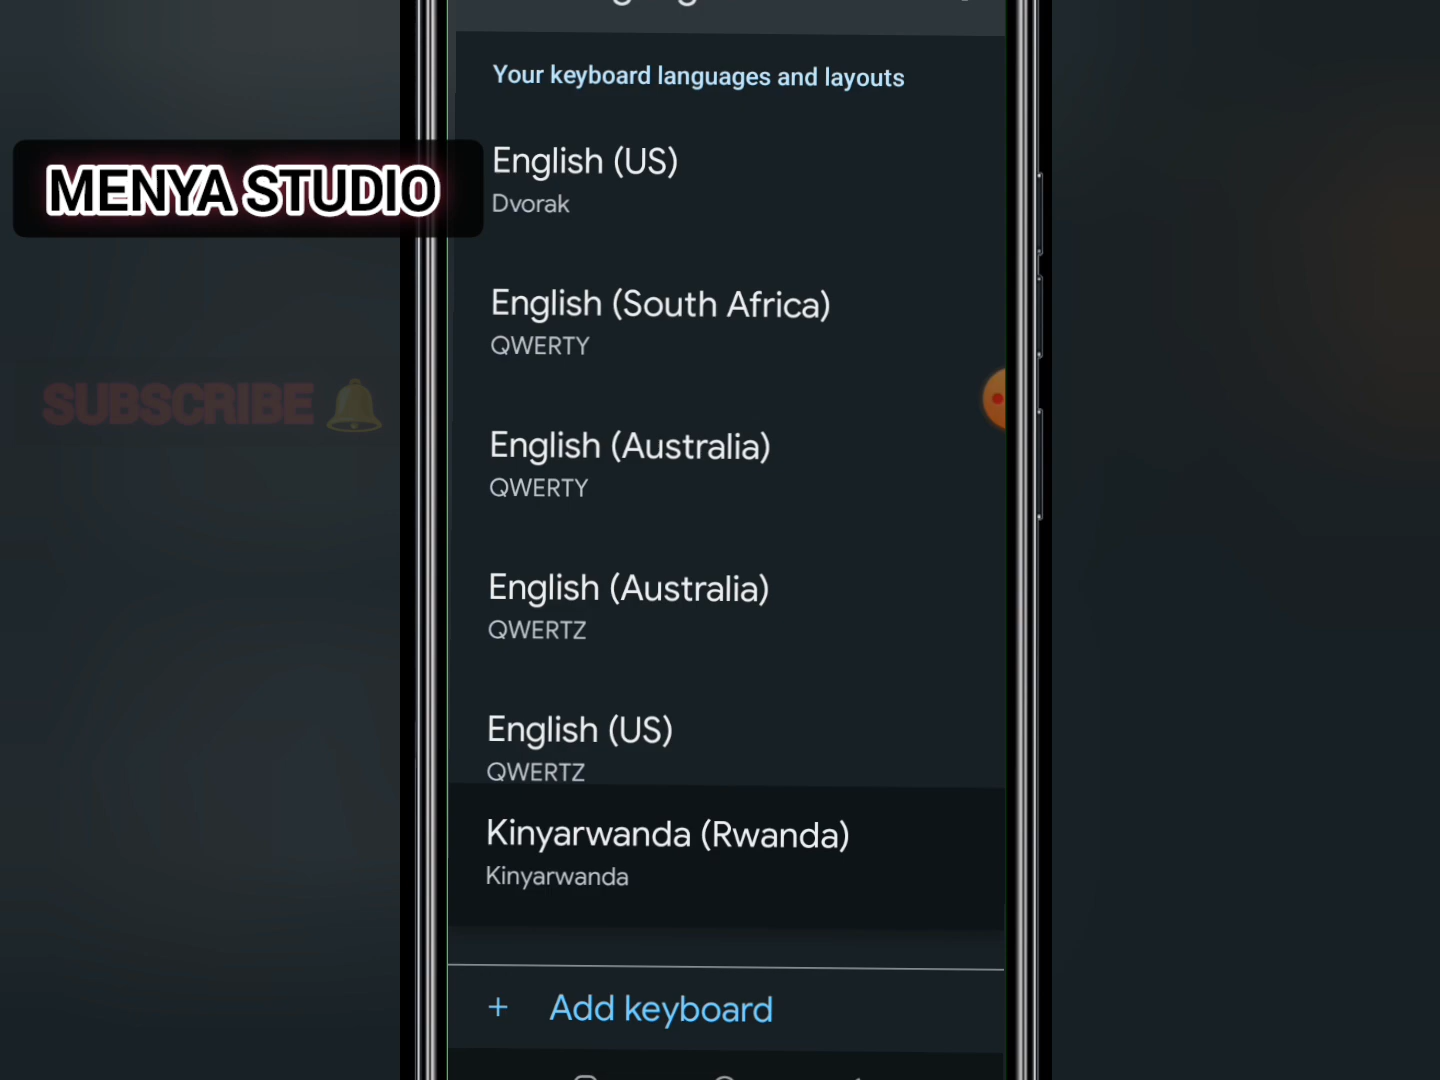 Your keyboard languages and layouts
MENYA STUDIO
English (US)
Dvorak
English (South Africa)
QWERTY
SUBSCRIBE
English (Australia)
QWERTY
English (Australia)
QWERTZ
English (US)
QWERTZ
Kinyarwanda (Rwanda)
Kinyarwanda
+ Add keyboard